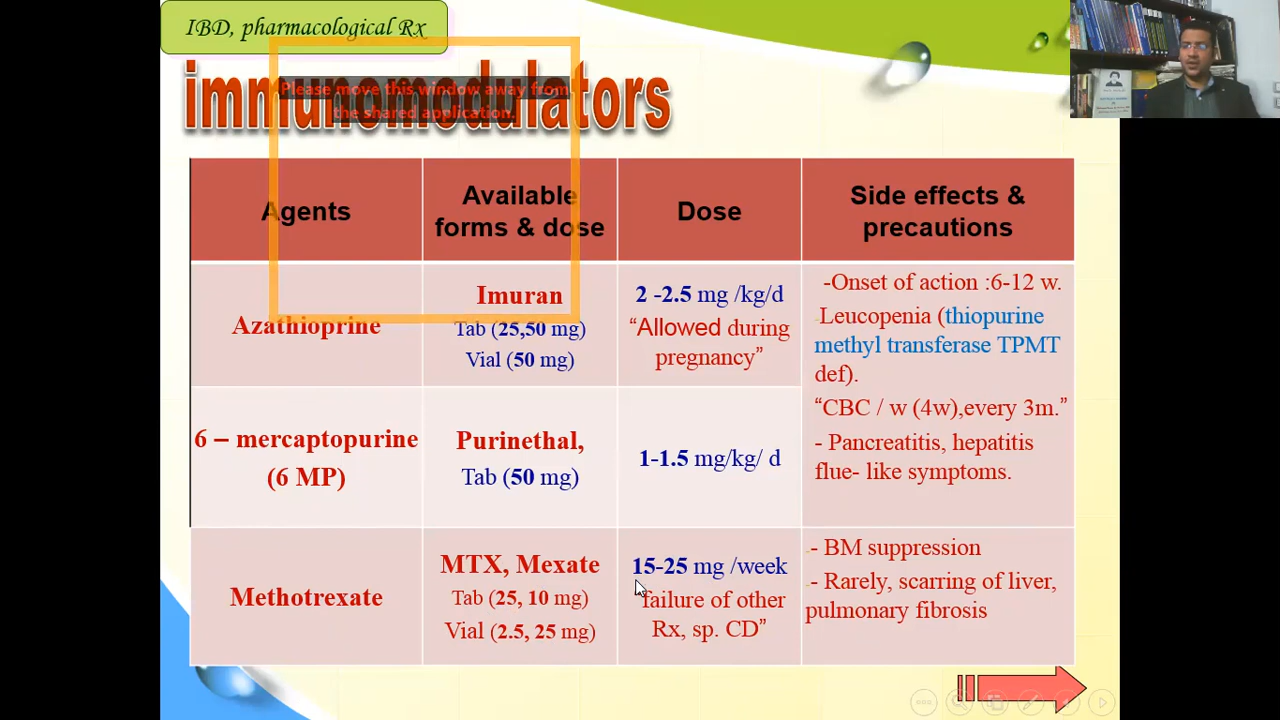 IBD, pharmacological Rx
immunomodulators
Please move this window away from
the shared application.
Agents
Available
forms & dose
Dose
Side effects &
precautions
Azathioprine
Imuran
Tab (25,50 mg)
Vial (50 mg)
2 -2.5 mg /kg/d
“Allowed during
pregnancy”
-Onset of action :6-12 w.
-Leucopenia (thiopurine
methyl transferase TPMT
def).
“CBC / w (4w),every 3m.”
- Pancreatitis, hepatitis
flue- like symptoms.
6 – mercaptopurine
(6 MP)
Purinethal,
Tab (50 mg)
1-1.5 mg/kg/ d
Methotrexate
MTX, Mexate
Tab (25, 10 mg)
Vial (2.5, 25 mg)
15-25 mg /week
failure of other
Rx, sp. CD”
- BM suppression
- Rarely, scarring of liver,
pulmonary fibrosis